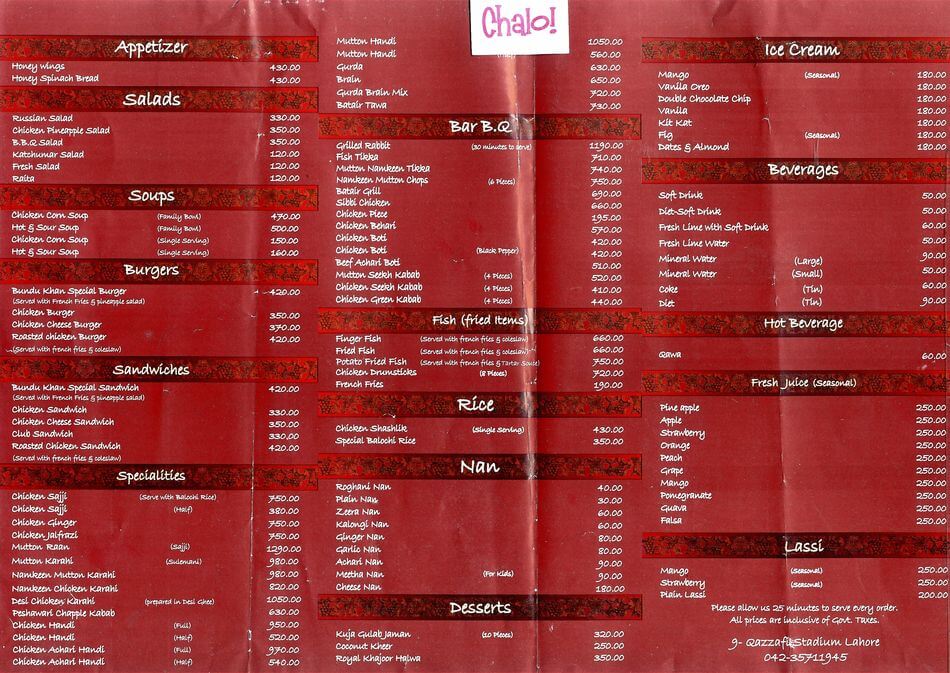 Chalo!
Appetizer
Honey wings 430.00
Honey Spinach Bread 430.00
Salads
Russian Salad 330.00
Chicken Pineapple Salad 350.00
B.B.Q Salad 350.00
Katchumar Salad 120.00
Fresh Salad 120.00
Raita 120.00
Soups
Chicken Corn Soup (Family Bowl) 470.00
Hot & Sour Soup (Family Bowl) 500.00
Chicken Corn Soup (Single Serving) 150.00
Hot & Sour Soup (Single Serving) 160.00
Burgers
Bundu Khan Special Burger 420.00
(Served with French Fries & pineapple salad)
Chicken Burger 350.00
Chicken Cheese Burger 370.00
Roasted chicken Burger 420.00
(Served with french fries & coleslaw)
Sandwiches
Bundu Khan Special Sandwich 420.00
(Served with French Fries & pineapple salad)
Chicken Sandwich 330.00
Chicken Cheese Sandwich 350.00
Club Sandwich 330.00
Roasted Chicken Sandwich 420.00
(Served with french fries & coleslaw)
Specialities
Chicken Sajji (Serve with Balochi Rice) 750.00
Chicken Sajji (Half) 380.00
Chicken Ginger 750.00
Chicken Jalfrazi 750.00
Mutton Raan (Sajji) 1290.00
Mutton Karahi (Sulemani) 980.00
Namkeen Mutton Karahi 980.00
Namkeen Chicken Karahi 820.00
Desi Chicken Karahi (prepared in Desi Ghee) 1050.00
Peshawari Chapple Kabab 630.00
Chicken Handi (Full) 950.00
Chicken Handi (Half) 520.00
Chicken Achari Handi (Full) 970.00
Chicken Achari Handi (Half) 540.00
Mutton Handi 1050.00
Mutton Handi 560.00
Gurda 630.00
Brain 650.00
Gurda Brain Mix 720.00
Batair Tawa 730.00
Bar B.Q
Grilled Rabbit (30 minutes to serve) 1190.00
Fish Tikka 710.00
Mutton Namkeen Tikka 740.00
Namkeen Mutton Chops (6 Pieces) 750.00
Batair Grill 690.00
Sibbi Chicken 660.00
Chicken Piece 195.00
Chicken Behari 570.00
Chicken Boti 420.00
Chicken Boti (Black Pepper) 420.00
Beef Achari Boti 510.00
Mutton Seekh Kabab (4 Pieces) 520.00
Chicken Seekh Kabab (4 Pieces) 410.00
Chicken Green Kabab (4 Pieces) 440.00
Fish (fried Items)
Finger Fish (Served with french fries & coleslaw) 660.00
Fried Fish (Served with french fries & coleslaw) 660.00
Potato Fried Fish (Served with french fries & Tartar Sauce) 750.00
Chicken Drumsticks (8 Pieces) 720.00
French Fries 190.00
Rice
Chicken Shashlik (Single Serving) 430.00
Special Balochi Rice 350.00
Nan
Roghani Nan 40.00
Plain Nan 30.00
Zeera Nan 60.00
Kalongi Nan 60.00
Ginger Nan 80.00
Garlic Nan 80.00
Achari Nan 90.00
Meetha Nan (For Kids) 90.00
Cheese Nan 180.00
Desserts
Kuja Gulab Jaman (10 Pieces) 320.00
Coconut Kheer 250.00
Royal Khajoor Halwa 350.00
Ice Cream
Mango (Seasonal) 180.00
Vanila Oreo 180.00
Double Chocolate Chip 180.00
Vanila 180.00
Kit Kat 180.00
Fig (Seasonal) 180.00
Dates & Almond 180.00
Beverages
Soft Drink 50.00
Diet Soft Drink 50.00
Fresh Lime with Soft Drink 60.00
Fresh Lime Water 50.00
Mineral Water (Large) 90.00
Mineral Water (Small) 50.00
Coke (Tin) 60.00
Diet (Tin) 90.00
Hot Beverage
Qawa 60.00
Fresh Juice (Seasonal)
Pine apple 250.00
Apple 250.00
Strawberry 250.00
Orange 250.00
Peach 250.00
Grape 250.00
Mango 250.00
Pomegranate 250.00
Guava 250.00
Falsa 250.00
Lassi
Mango (Seasonal) 250.00
Strawberry (Seasonal) 250.00
Plain Lassi 200.00
Please allow us 25 minutes to serve every order.
All prices are inclusive of Govt. Taxes.
9- Qazzafi Stadium Lahore
042-35711945